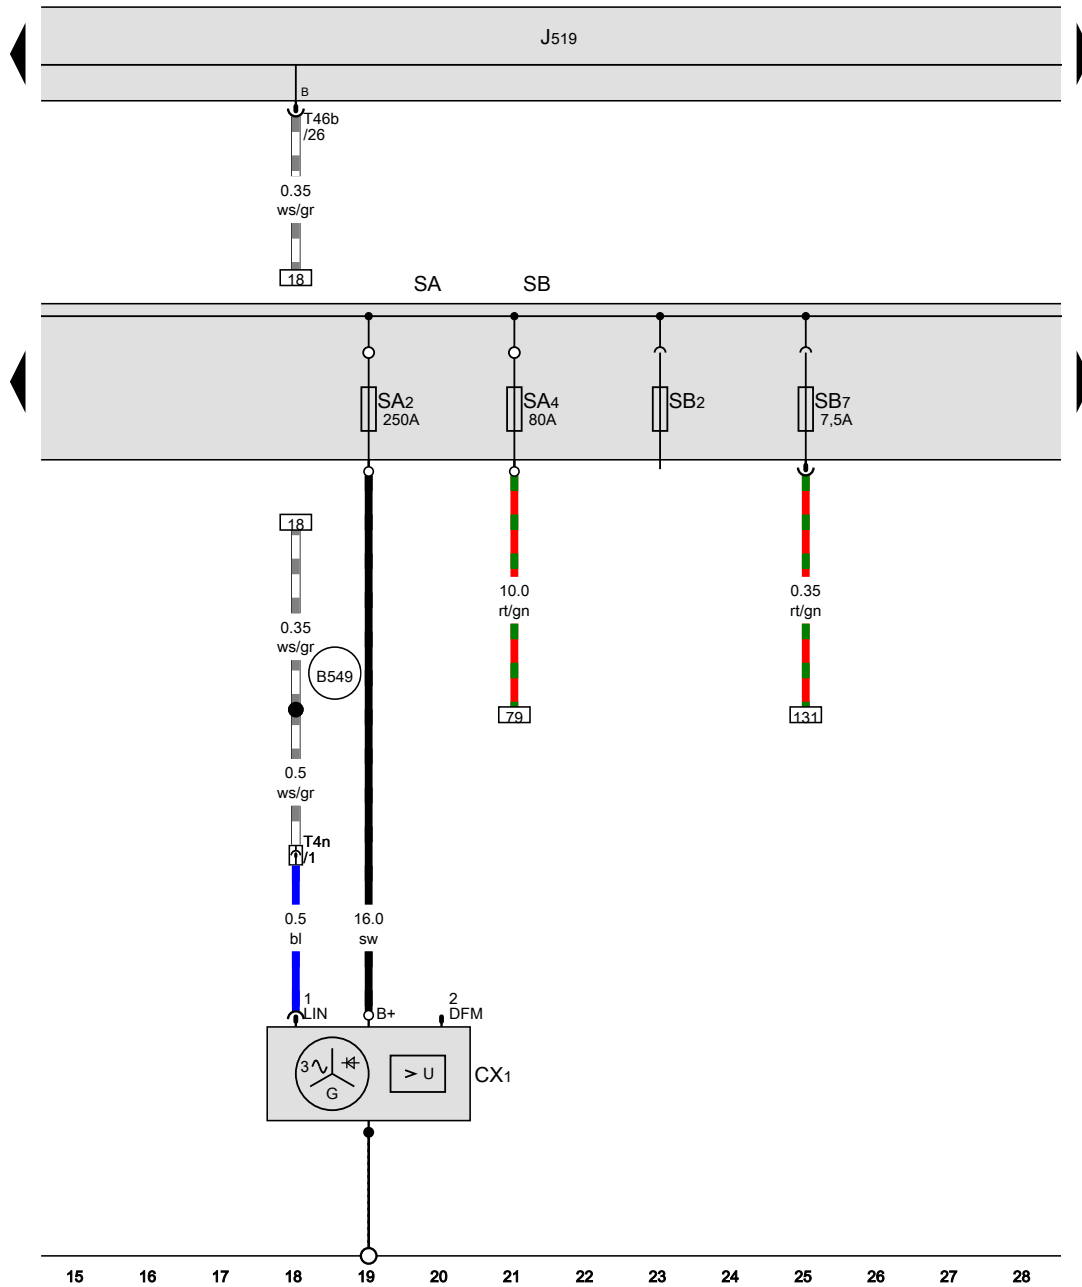 J519
B
T46b
/26
0.35
ws/gr
18
SA SB
SA2
250A
SA4
80A
SB2
SB7
7,5A
18
10.0
rt/gn
0.35
rt/gn
0.35
ws/gr
B549
79
131
0.5
ws/gr
T4n
/1
0.5
bl
16.0
sw
1
LIN
B+
2
DFM
3
G
> U
CX1
15 16 17 18 19 20 21 22 23 24 25 26 27 28